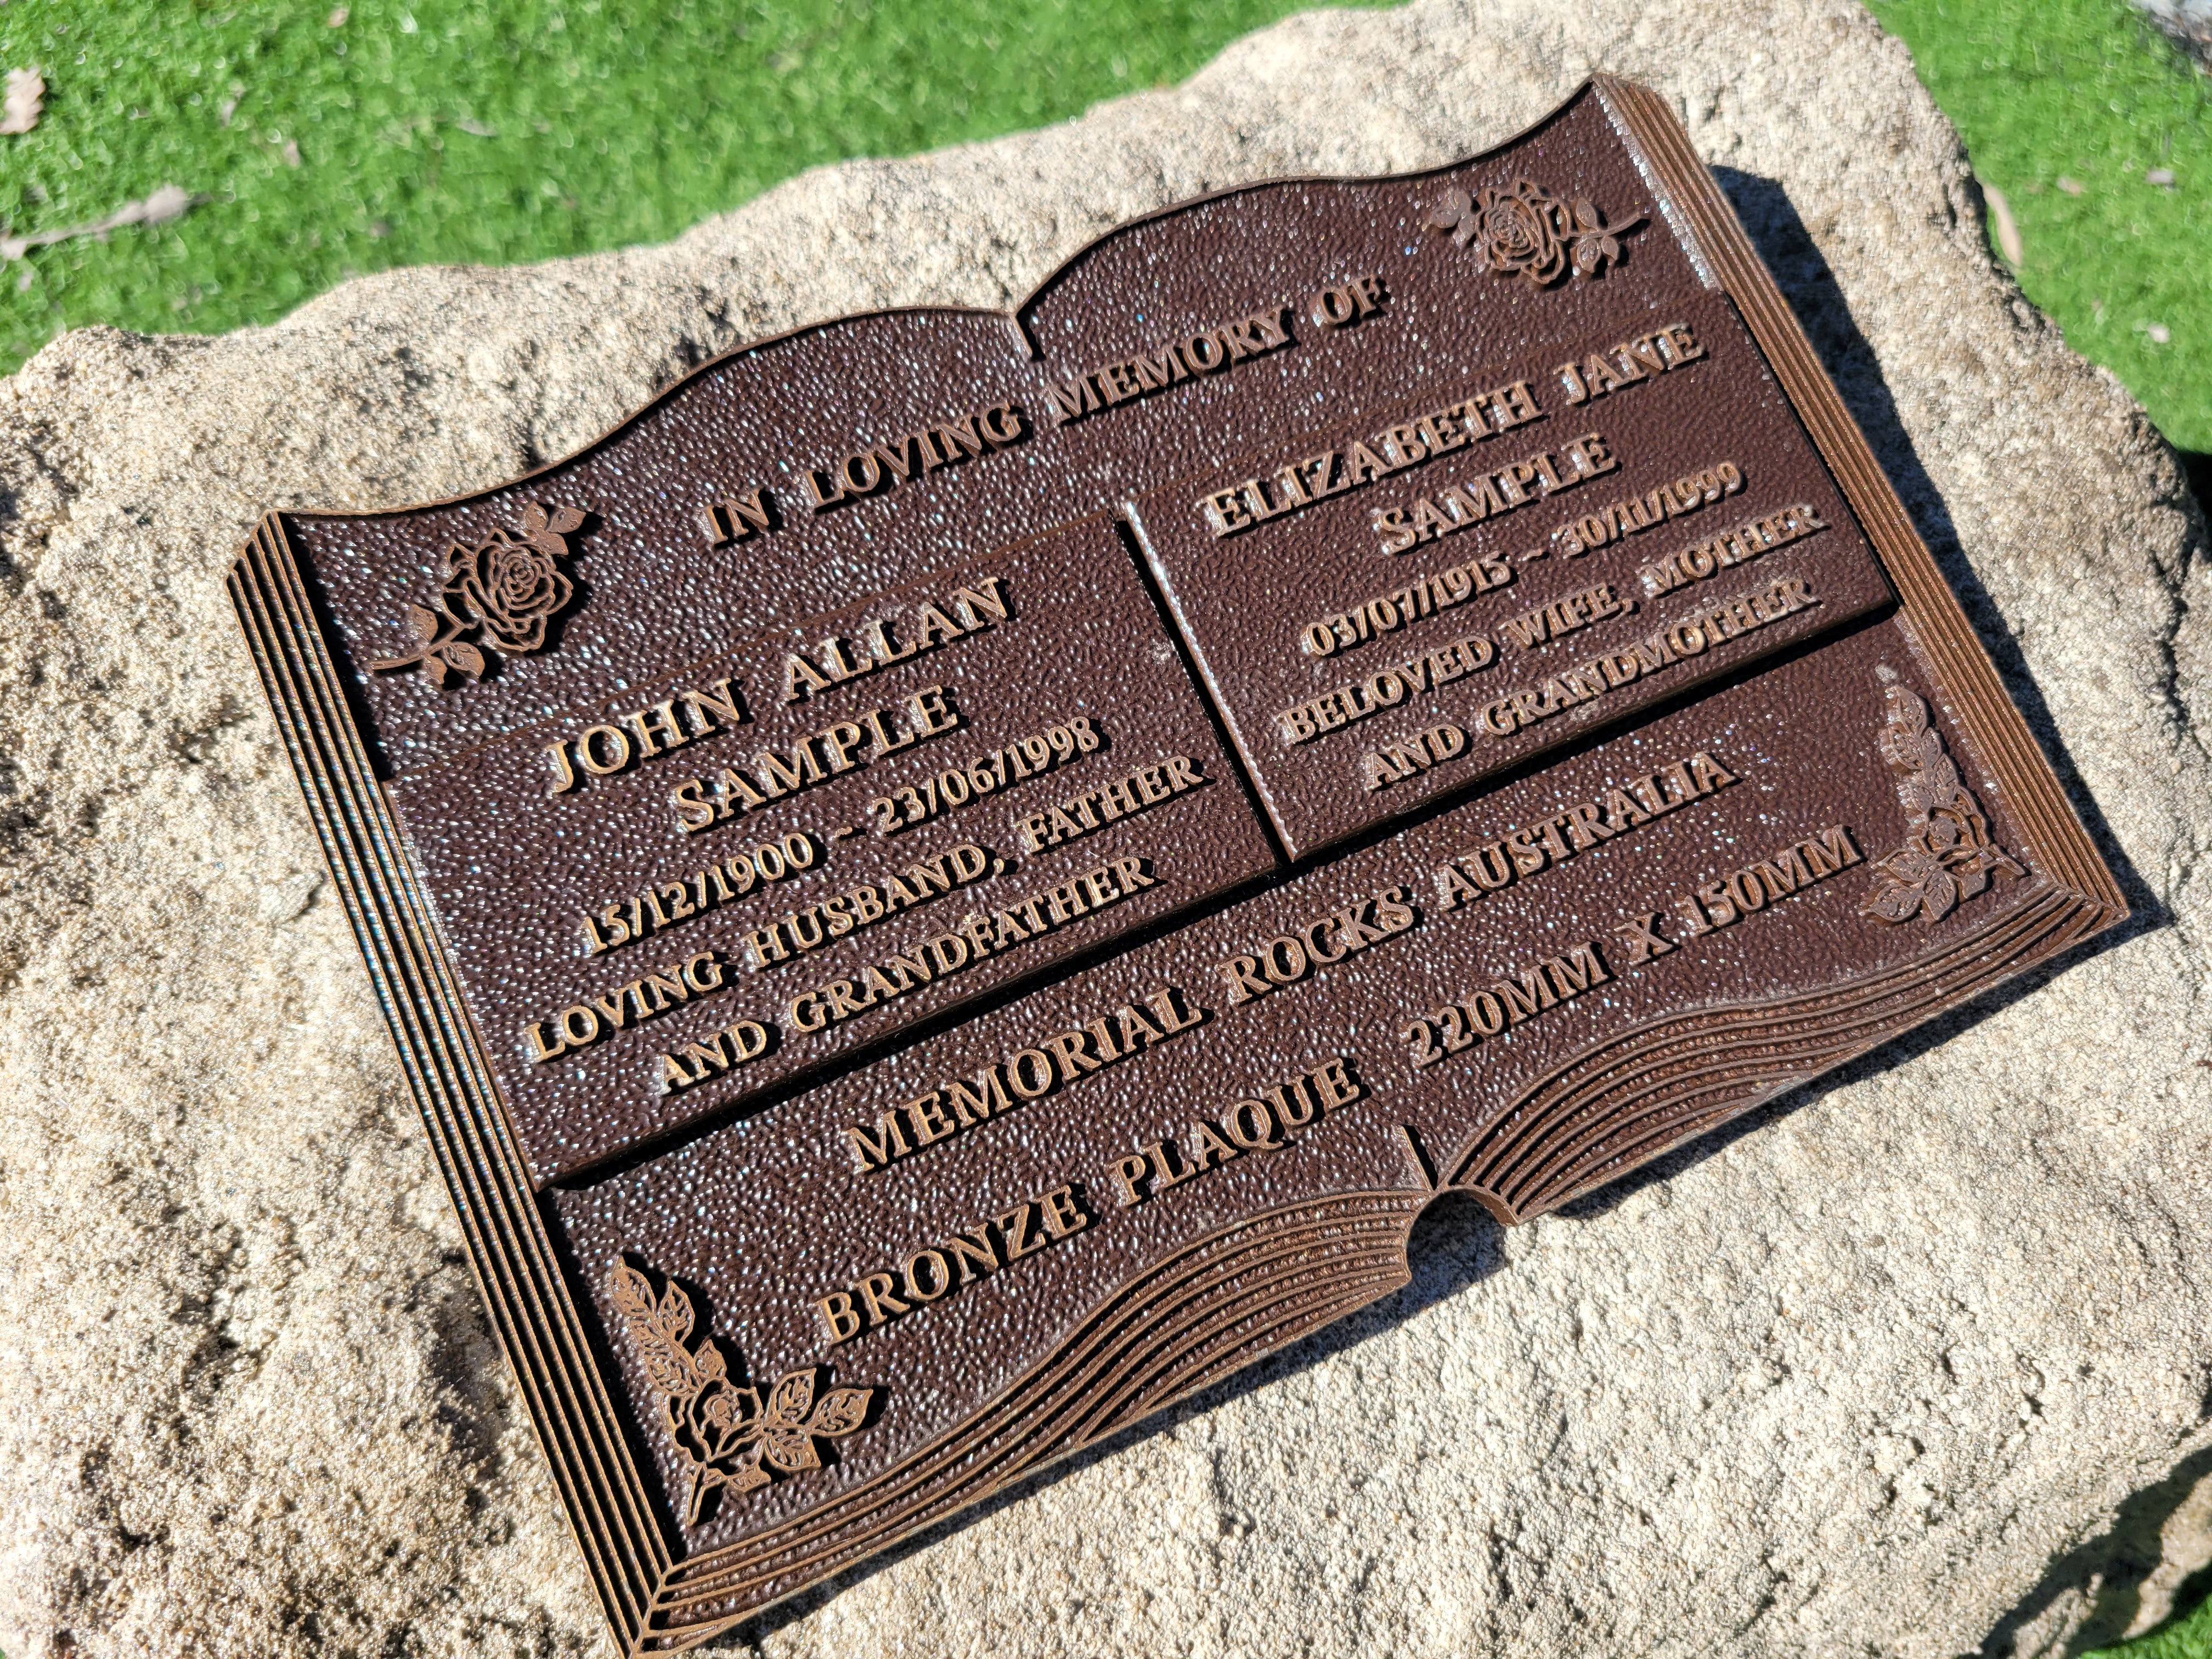 IN LOVING MEMORY OF
JOHN ALLAN
SAMPLE
15/12/1900 ~ 23/06/1998
LOVING HUSBAND, FATHER
AND GRANDFATHER
ELIZABETH JANE
SAMPLE
03/07/1915 ~ 30/11/1999
BELOVED WIFE, MOTHER
AND GRANDMOTHER
MEMORIAL ROCKS AUSTRALIA
BRONZE PLAQUE 220MM X 150MM